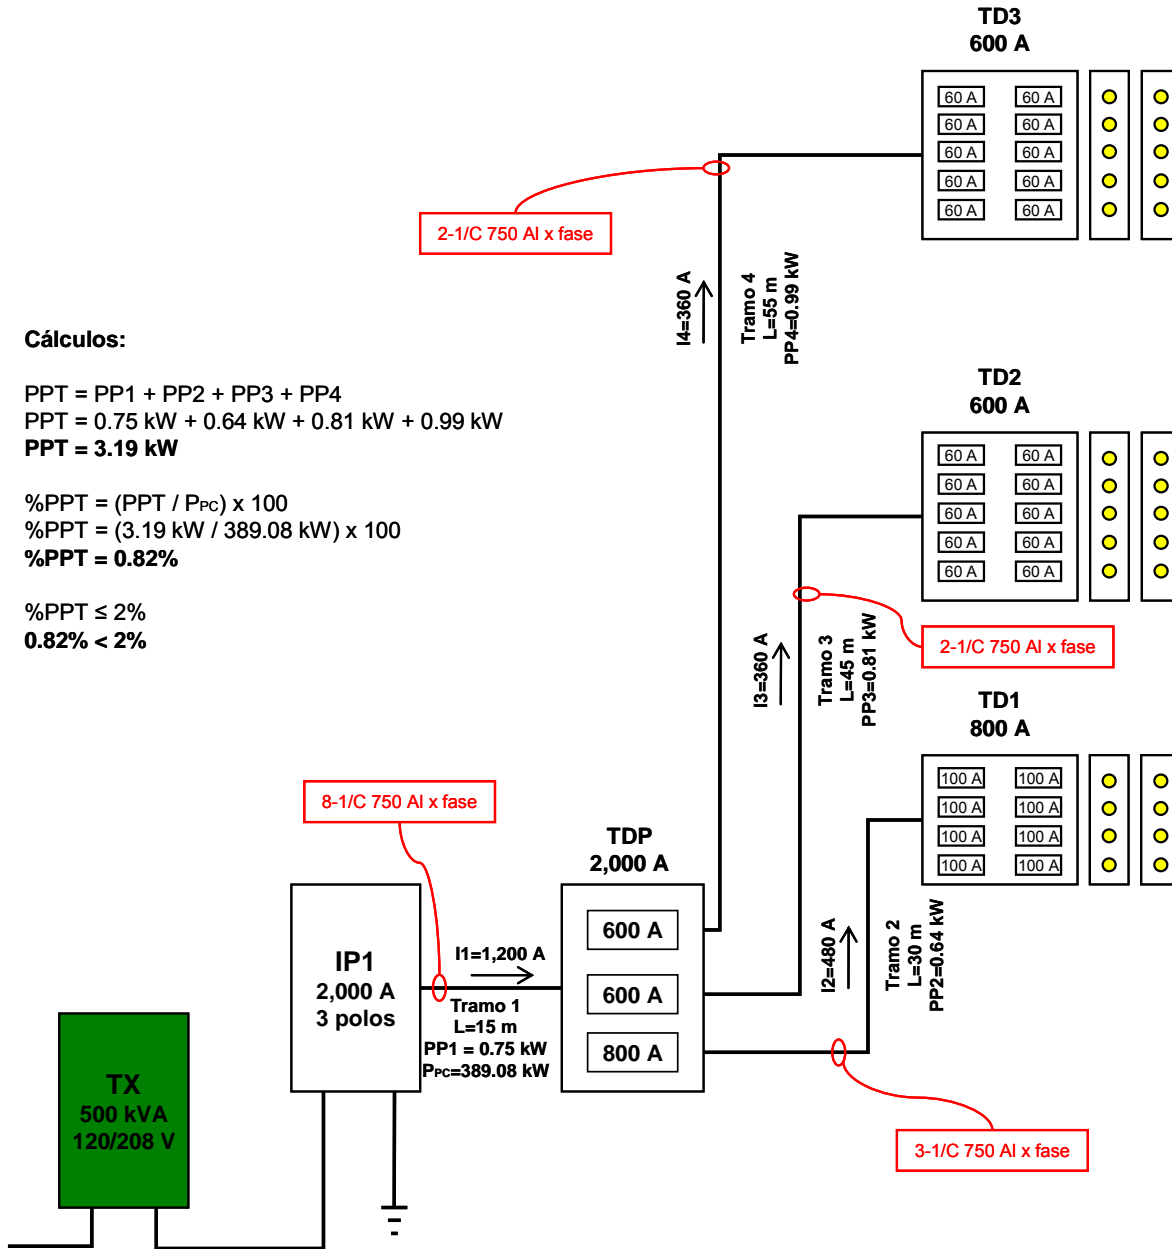 TD3
600 A
60 A 60 A
60 A 60 A
60 A 60 A
60 A 60 A
60 A 60 A
2-1/C 750 Al x fase
I4=360 A
Tramo 4
L=55 m
PP4=0.99 kW
Cálculos:
PPT = PP1 + PP2 + PP3 + PP4
PPT = 0.75 kW + 0.64 kW + 0.81 kW + 0.99 kW
PPT = 3.19 kW
%PPT = (PPT / PPC) x 100
%PPT = (3.19 kW / 389.08 kW) x 100
%PPT = 0.82%
%PPT ≤ 2%
0.82% < 2%
TD2
600 A
60 A 60 A
60 A 60 A
60 A 60 A
60 A 60 A
60 A 60 A
2-1/C 750 Al x fase
I3=360 A
Tramo 3
L=45 m
PP3=0.81 kW
TD1
800 A
100 A 100 A
100 A 100 A
100 A 100 A
100 A 100 A
8-1/C 750 Al x fase
TDP
2,000 A
600 A
600 A
800 A
I2=480 A
Tramo 2
L=30 m
PP2=0.64 kW
IP1
2,000 A
3 polos
I1=1,200 A
Tramo 1
L=15 m
PP1 = 0.75 kW
PPC=389.08 kW
TX
500 kVA
120/208 V
3-1/C 750 Al x fase